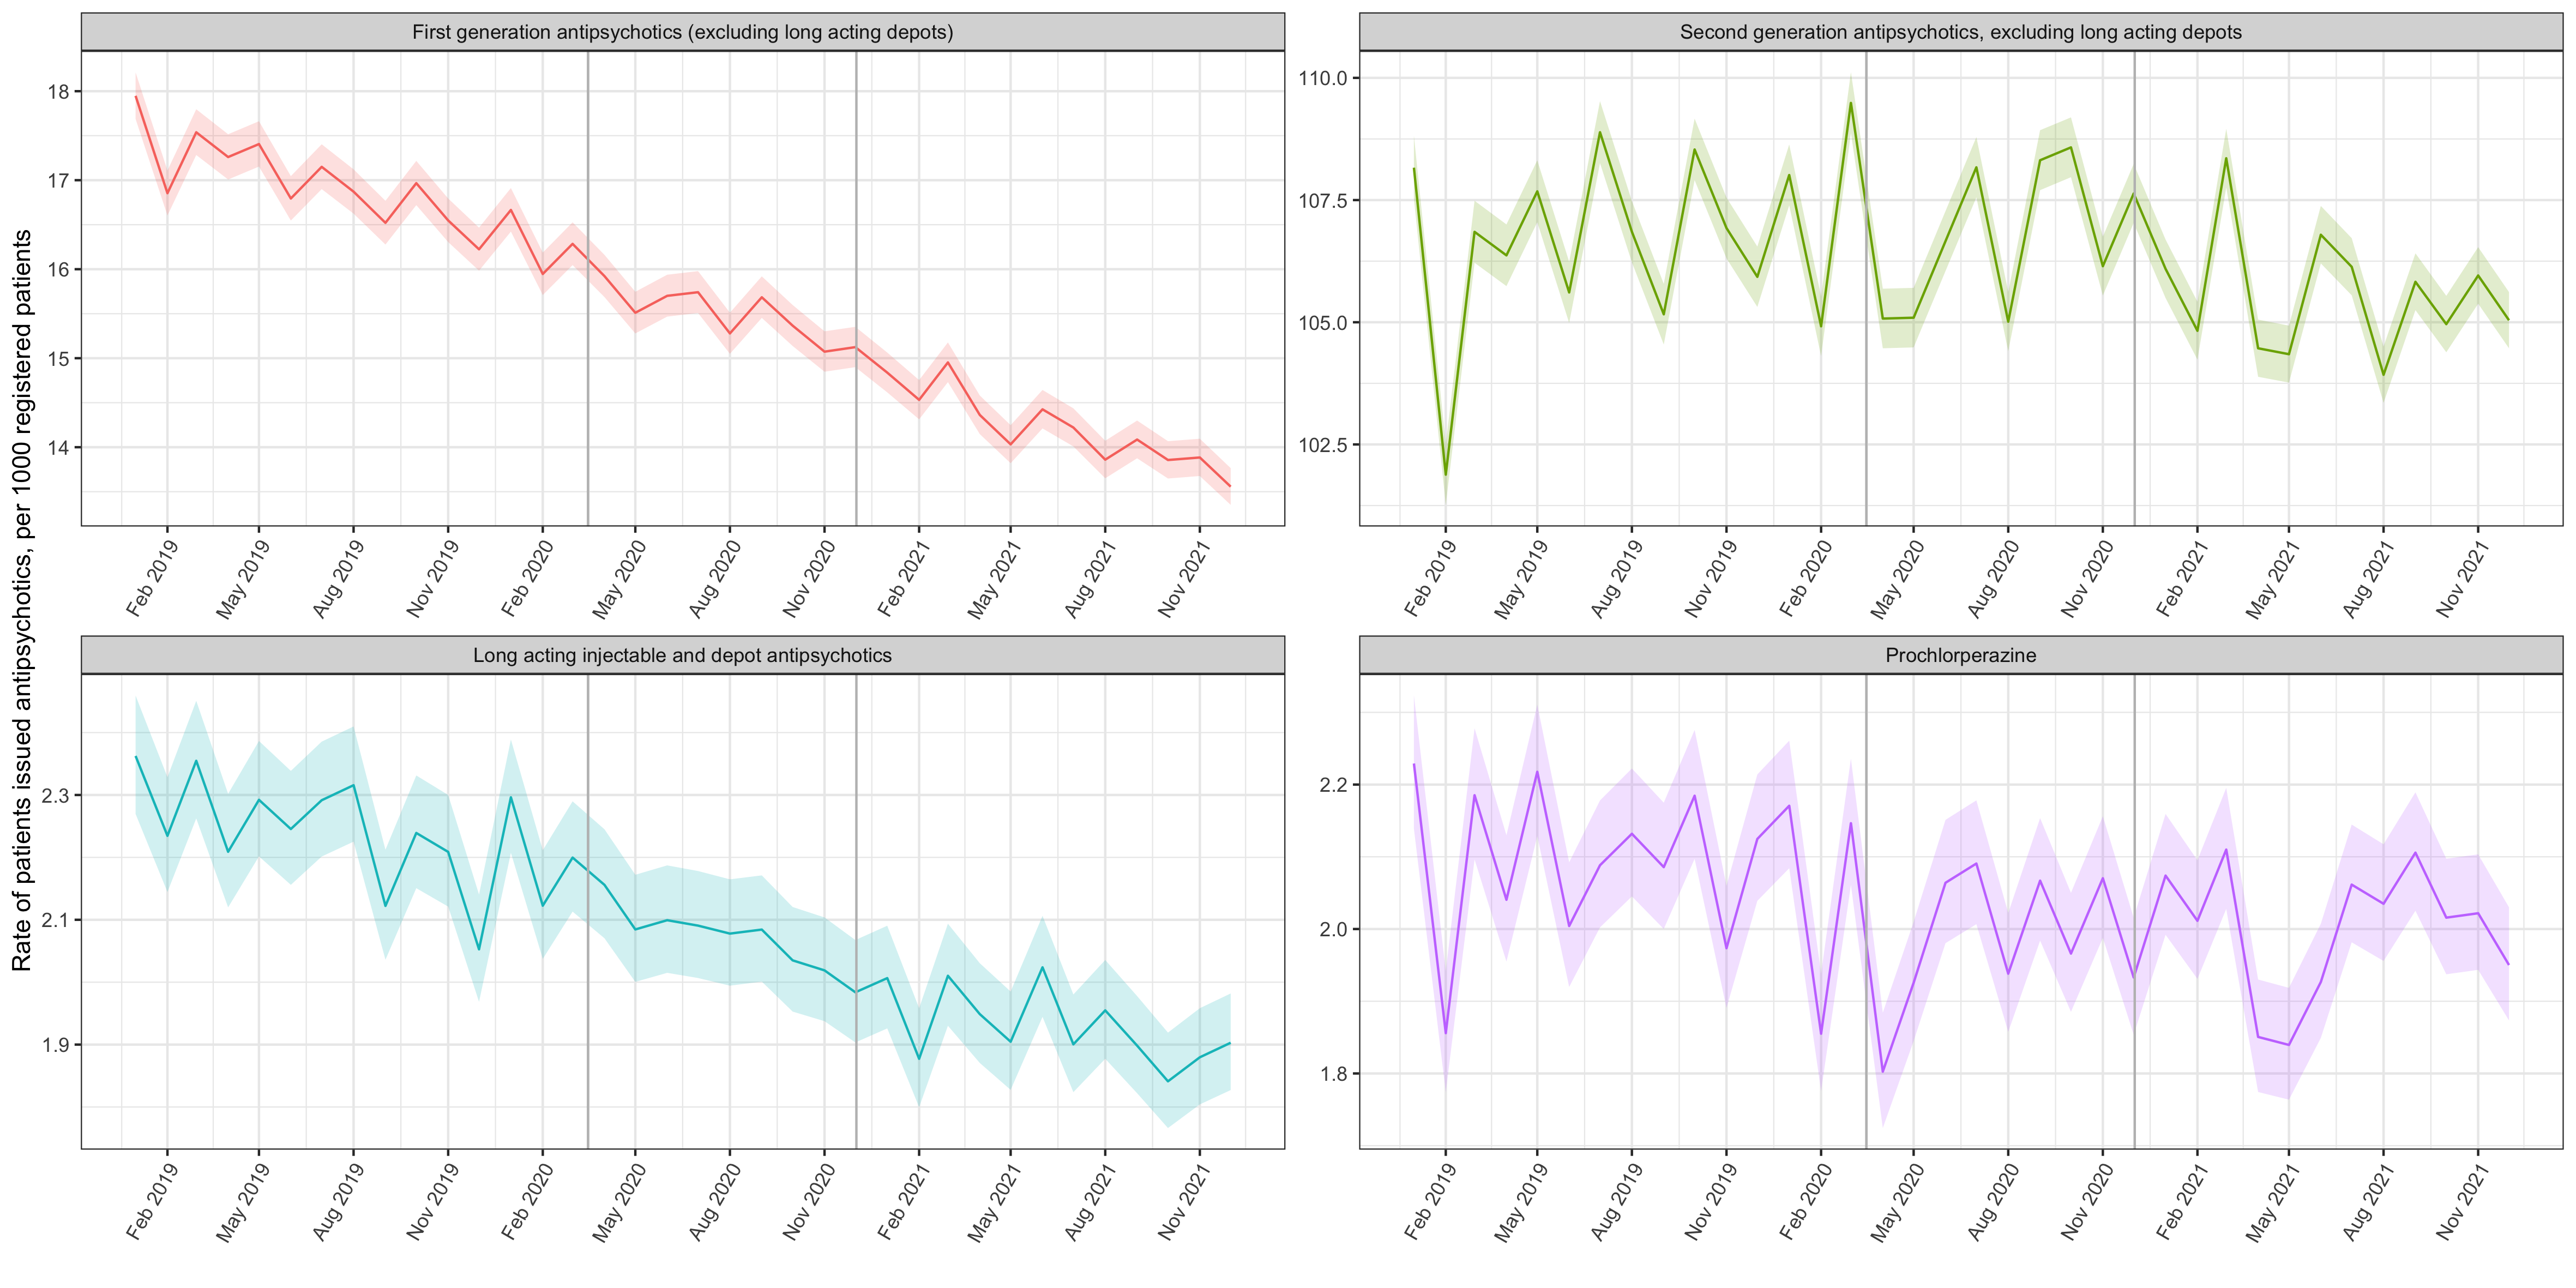 Rate of patients issued antipsychotics, per 1000 registered patients
First generation antipsychotics (excluding long acting depots)
18
17
16
15
14
Feb 2019
May 2019
Aug 2019
Nov 2019
Feb 2020
May 2020
Aug 2020
Nov 2020
Feb 2021
May 2021
Aug 2021
Nov 2021
Second generation antipsychotics, excluding long acting depots
110.0
107.5
105.0
102.5
Feb 2019
May 2019
Aug 2019
Nov 2019
Feb 2020
May 2020
Aug 2020
Nov 2020
Feb 2021
May 2021
Aug 2021
Nov 2021
Long acting injectable and depot antipsychotics
2.3
2.1
1.9
Feb 2019
May 2019
Aug 2019
Nov 2019
Feb 2020
May 2020
Aug 2020
Nov 2020
Feb 2021
May 2021
Aug 2021
Nov 2021
Prochlorperazine
2.2
2.0
1.8
Feb 2019
May 2019
Aug 2019
Nov 2019
Feb 2020
May 2020
Aug 2020
Nov 2020
Feb 2021
May 2021
Aug 2021
Nov 2021